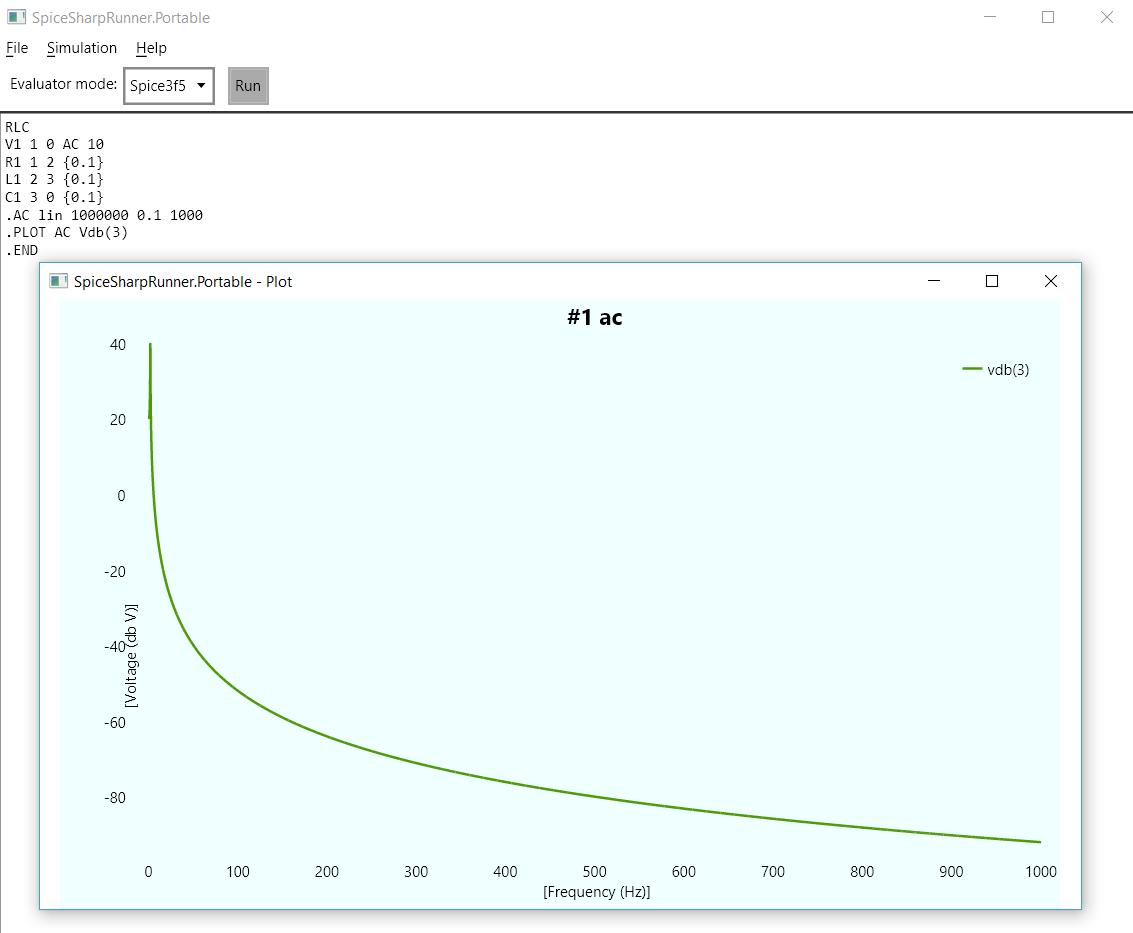 SpiceSharpRunner.Portable
File Simulation Help
Evaluator mode: Spice3f5 Run
RLC
V1 1 0 AC 10
R1 1 2 {0.1}
L1 2 3 {0.1}
C1 3 0 {0.1}
.AC lin 1000000 0.1 1000
.PLOT AC Vdb(3)
.END
SpiceSharpRunner.Portable - Plot
#1 ac
40
vdb(3)
20
0
-20
[Voltage (db V)]
-40
-60
-80
0 100 200 300 400 500 600 700 800 900 1000
[Frequency (Hz)]